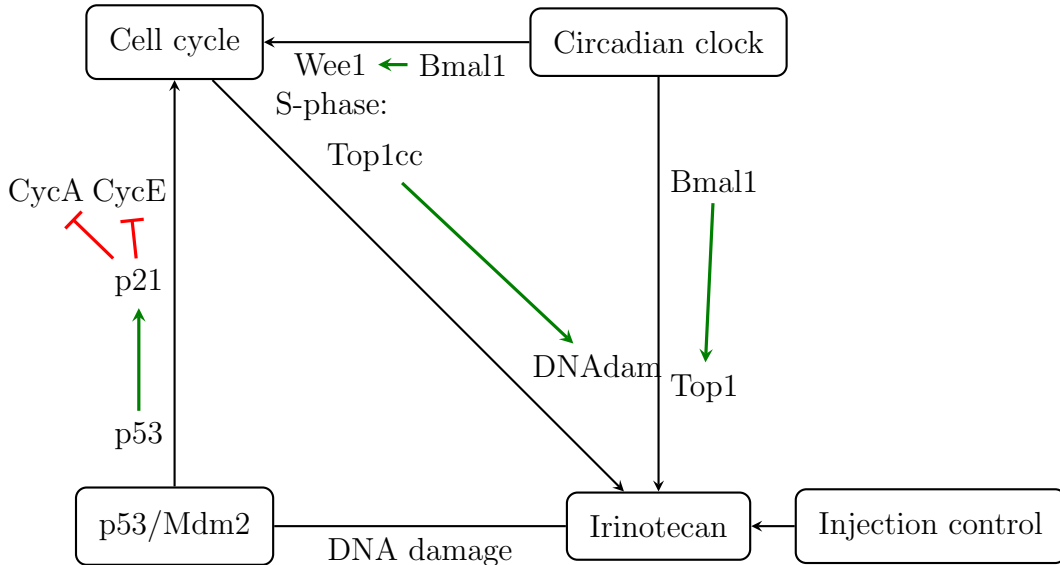 Cell cycle
Circadian clock
Wee1
Bmal1
S-phase:
Top1cc
CycA CycE
Bmal1
p21
DNAdam
Top1
p53
p53/Mdm2
DNA damage
Irinotecan
Injection control